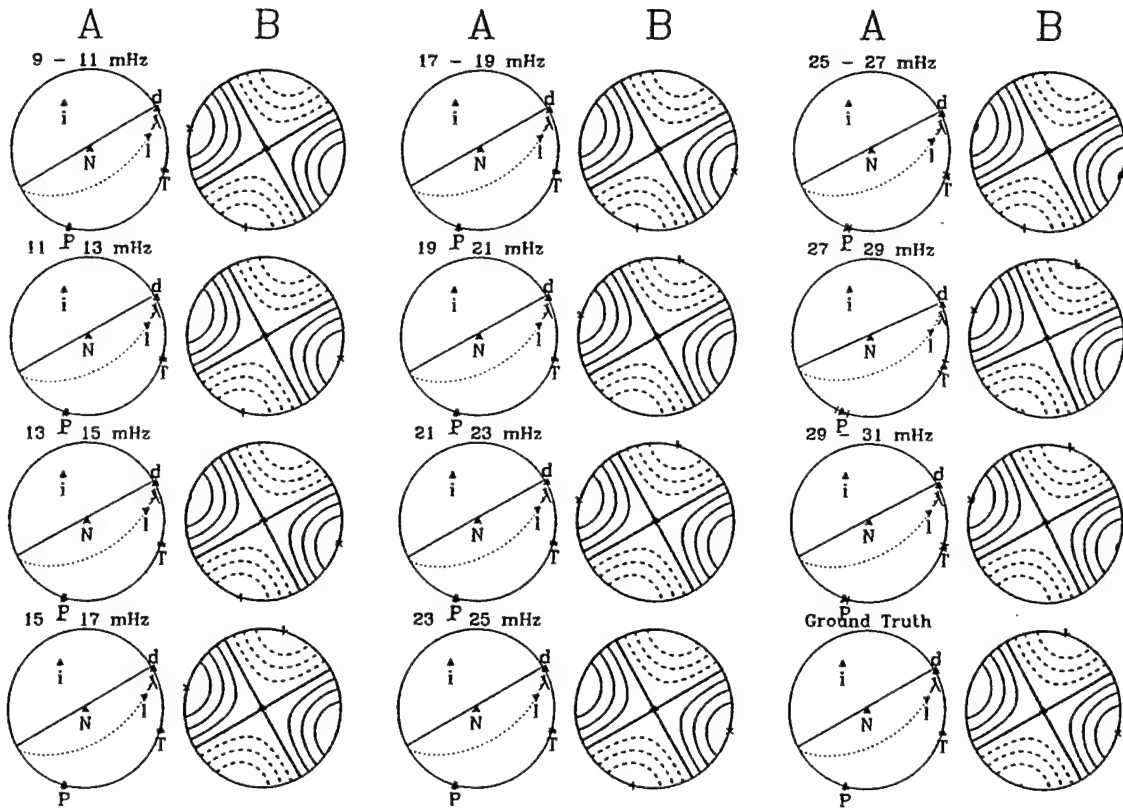 A B A B A B
9 - 11 mHz 17 - 19 mHz 25 - 27 mHz
d d d
λ λ λ
i i i
l l l
N N N
T T T
P P P
11 13 mHz 19 21 mHz 27 29 mHz
d d d
λ λ λ
i i i
l l l
N N N
T T T
P P P
13 15 mHz 21 23 mHz 29 - 31 mHz
d d d
λ λ λ
i i i
l l l
N N N
T T T
P P P
15 17 mHz 23 25 mHz Ground Truth
d d d
λ λ λ
i i i
l l l
N N N
T T T
P P P